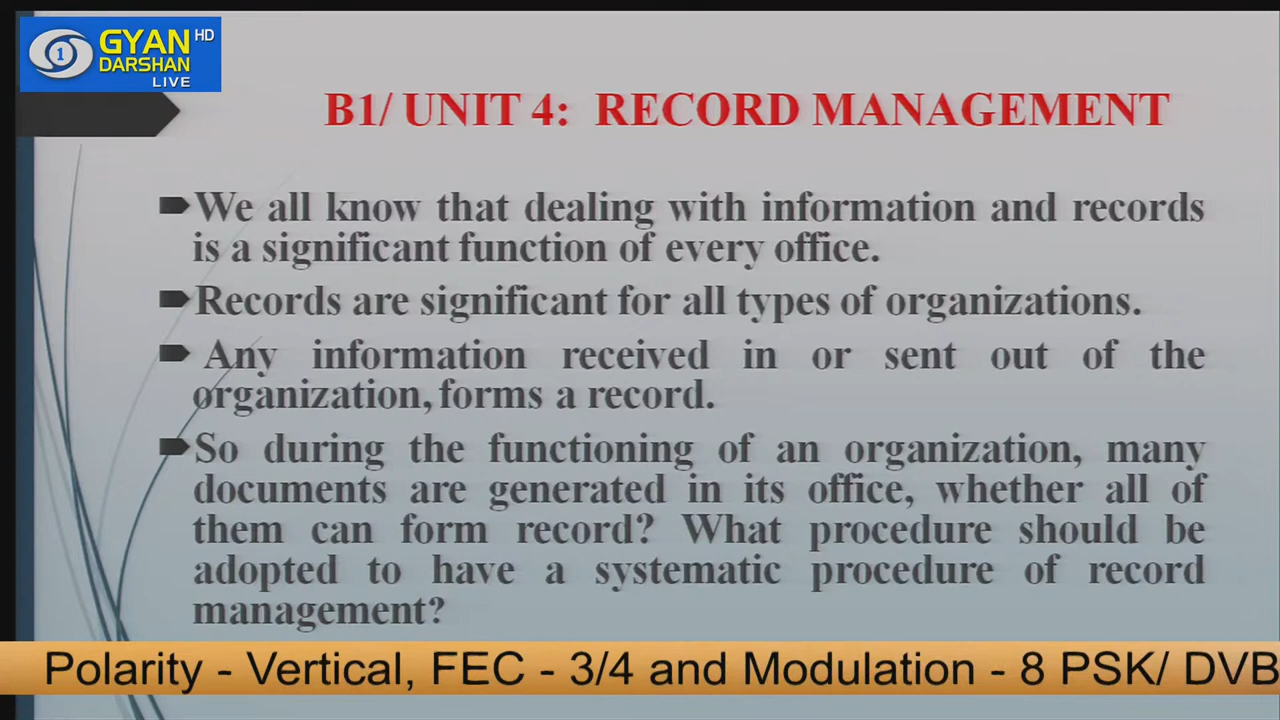 GYAN HD
DARSHAN
1
LIVE
B1/ UNIT 4: RECORD MANAGEMENT
We all know that dealing with information and records
is a significant function of every office.
Records are significant for all types of organizations.
Any information received in or sent out of the
organization, forms a record.
So during the functioning of an organization, many
documents are generated in its office, whether all of
them can form record? What procedure should be
adopted to have a systematic procedure of record
management?
Polarity - Vertical, FEC - 3/4 and Modulation - 8 PSK/ DVB